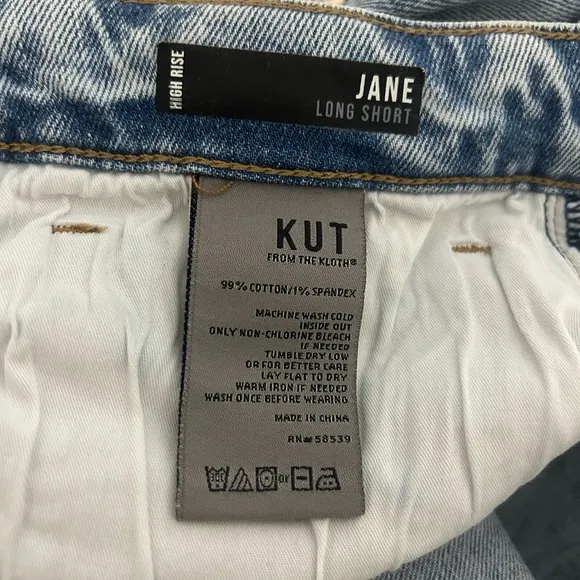 HIGH RISE
JANE
LONG SHORT
KUT
FROM THE KLOTH®
99% COTTON/1% SPANDEX
MACHINE WASH COLD
INSIDE OUT
ONLY NON-CHLORINE BLEACH
IF NEEDED
TUMBLE DRY LOW
OR FOR BETTER CARE
LAY FLAT TO DRY
WARM IRON IF NEEDED
WASH ONCE BEFORE WEARING
MADE IN CHINA
RN# 58539
or